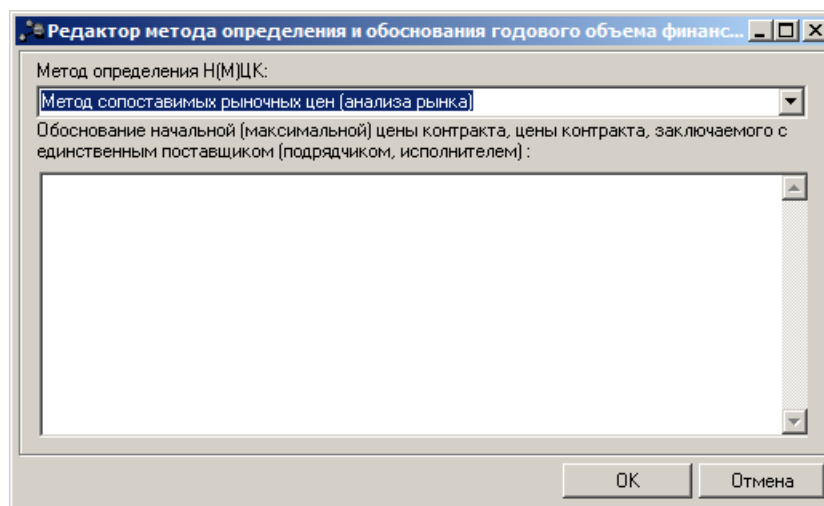 Редактор метода определения и обоснования годового объема финанс...
Метод определения Н(М)ЦК:
Метод сопоставимых рыночных цен (анализа рынка)
Обоснование начальной (максимальной) цены контракта, цены контракта, заключаемого с
единственным поставщиком (подрядчиком, исполнителем) :
OK Отмена